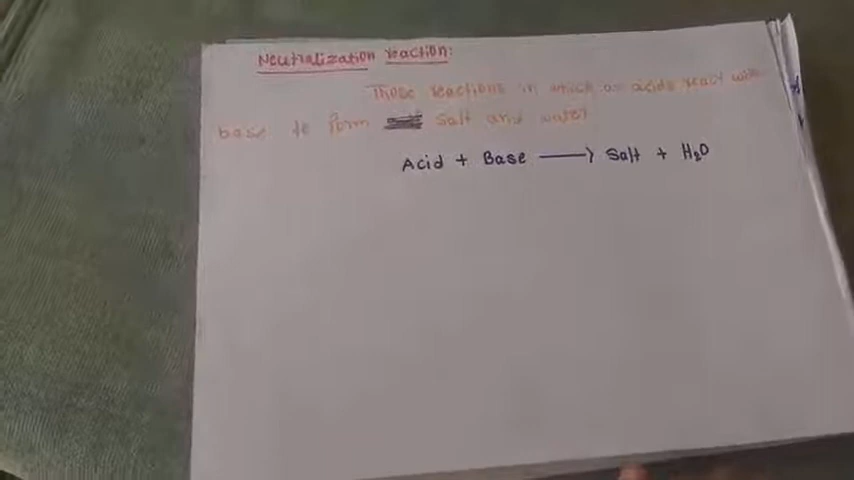 Neutralization reaction:
Those reactions in which an acids react with
base to form salt and water
Acid + Base ⟶ Salt + H₂O